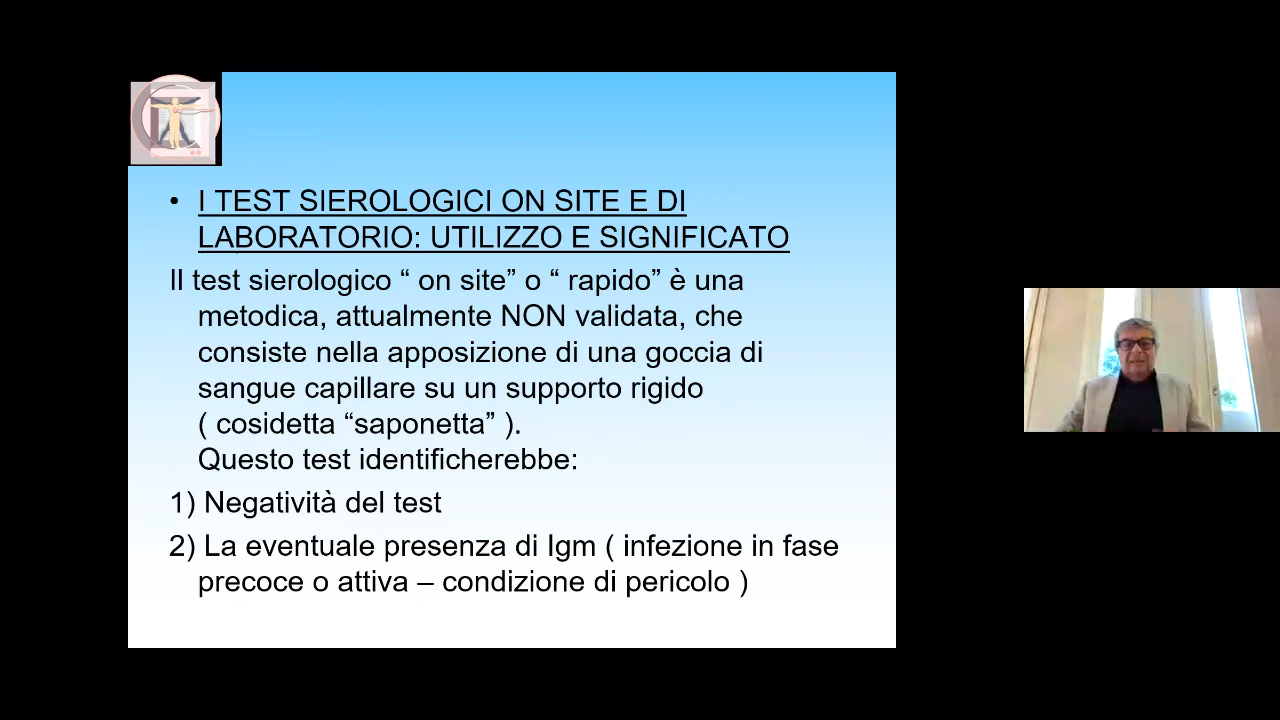 • I TEST SIEROLOGICI ON SITE E DI
LABORATORIO: UTILIZZO E SIGNIFICATO
Il test sierologico “ on site” o “ rapido” è una
metodica, attualmente NON validata, che
consiste nella apposizione di una goccia di
sangue capillare su un supporto rigido
( cosidetta “saponetta” ).
Questo test identificherebbe:
1) Negatività del test
2) La eventuale presenza di Igm ( infezione in fase
precoce o attiva – condizione di pericolo )